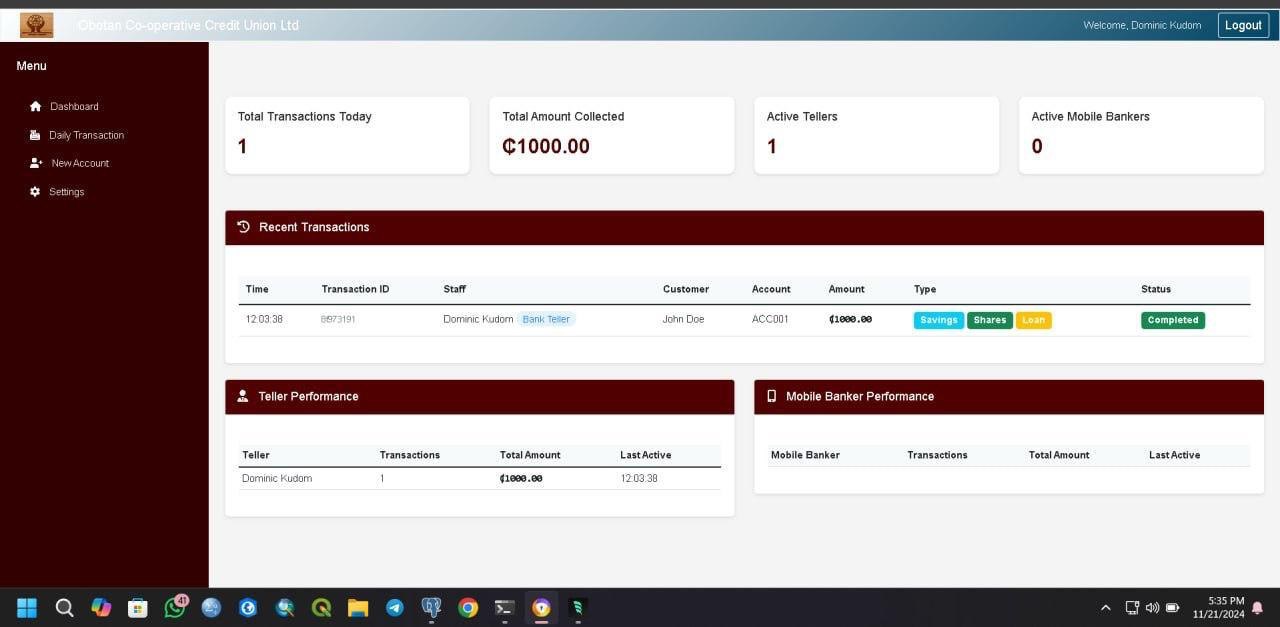 Obotan Co-operative Credit Union Ltd
Welcome, Dominic Kudom
Logout
Menu
Dashboard
Daily Transaction
New Account
Settings
Total Transactions Today
1
Total Amount Collected
₵1000.00
Active Tellers
1
Active Mobile Bankers
0
Recent Transactions
Time Transaction ID Staff Customer Account Amount Type Status
12:03:38 8f973191 Dominic Kudom Bank Teller John Doe ACC001 ₵1000.00 Savings Shares Loan Completed
Teller Performance
Teller Transactions Total Amount Last Active
Dominic Kudom 1 ₵1000.00 12:03:38
Mobile Banker Performance
Mobile Banker Transactions Total Amount Last Active
41
5:35 PM
11/21/2024